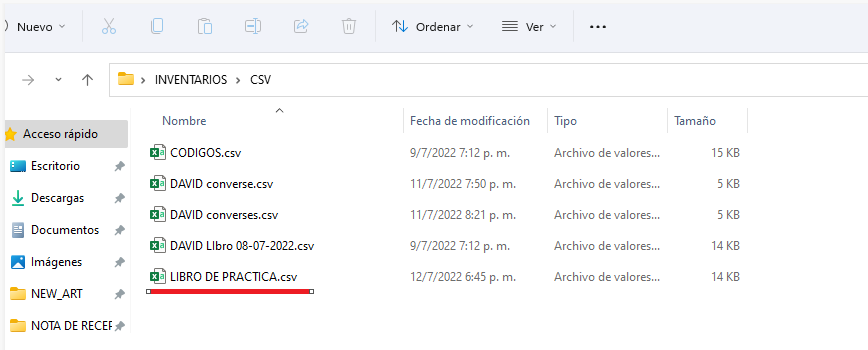 Nuevo Ordenar Ver
INVENTARIOS > CSV
Nombre Fecha de modificación Tipo Tamaño
Acceso rápido
CODIGOS.csv 9/7/2022 7:12 p. m. Archivo de valores... 15 KB
Escritorio
DAVID converse.csv 11/7/2022 7:50 p. m. Archivo de valores... 5 KB
Descargas
DAVID converses.csv 11/7/2022 8:21 p. m. Archivo de valores... 5 KB
Documentos
DAVID LIbro 08-07-2022.csv 9/7/2022 7:12 p. m. Archivo de valores... 14 KB
Imágenes
LIBRO DE PRACTICA.csv 12/7/2022 6:45 p. m. Archivo de valores... 14 KB
NEW_ART
NOTA DE RECEF